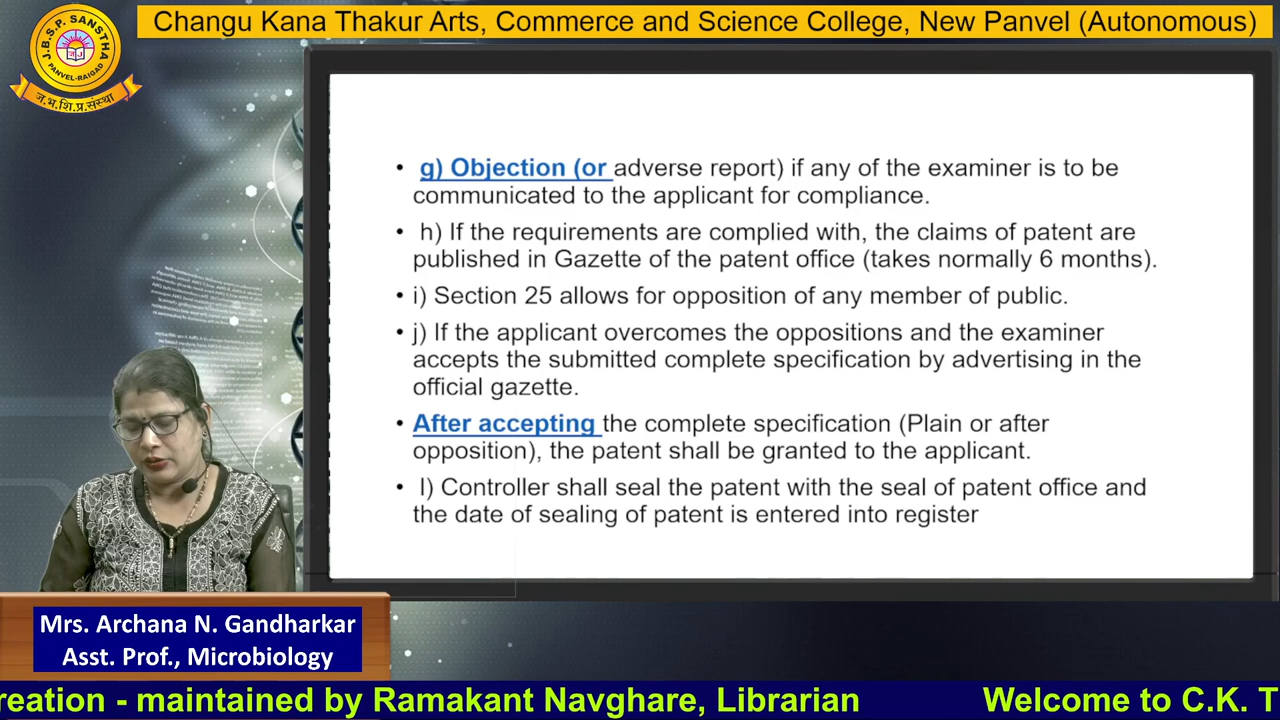 Changu Kana Thakur Arts, Commerce and Science College, New Panvel (Autonomous)
J.B.S.P. SANSTHA
PANVEL-RAIGAD
ज.भ.शि.प्र.संस्था
• g) Objection (or adverse report) if any of the examiner is to be
communicated to the applicant for compliance.
• h) If the requirements are complied with, the claims of patent are
published in Gazette of the patent office (takes normally 6 months).
• i) Section 25 allows for opposition of any member of public.
• j) If the applicant overcomes the oppositions and the examiner
accepts the submitted complete specification by advertising in the
official gazette.
• After accepting the complete specification (Plain or after
opposition), the patent shall be granted to the applicant.
• l) Controller shall seal the patent with the seal of patent office and
the date of sealing of patent is entered into register
Mrs. Archana N. Gandharkar
Asst. Prof., Microbiology
reation - maintained by Ramakant Navghare, Librarian Welcome to C.K. T